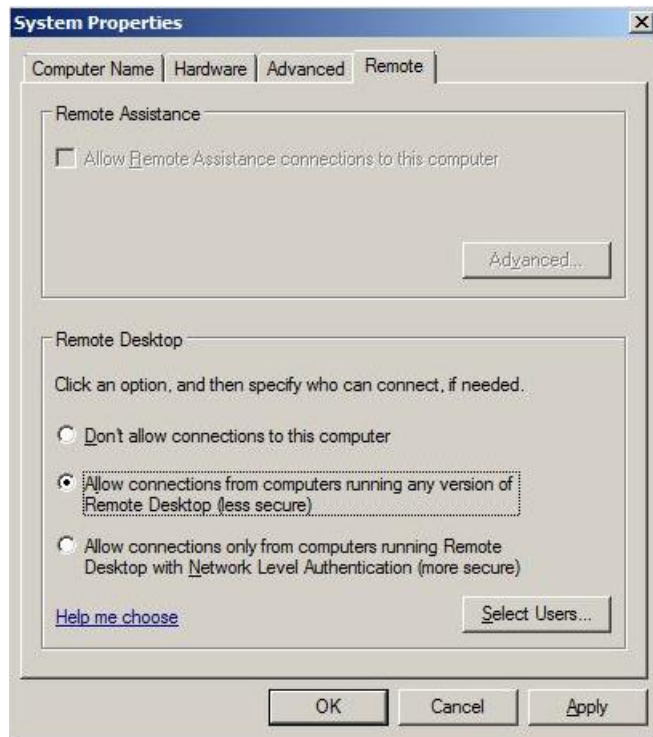 System Properties
Computer Name Hardware Advanced Remote
Remote Assistance
Allow Remote Assistance connections to this computer
Advanced...
Remote Desktop
Click an option, and then specify who can connect, if needed.
Don't allow connections to this computer
Allow connections from computers running any version of
Remote Desktop (less secure)
Allow connections only from computers running Remote
Desktop with Network Level Authentication (more secure)
Help me choose
Select Users...
OK Cancel Apply